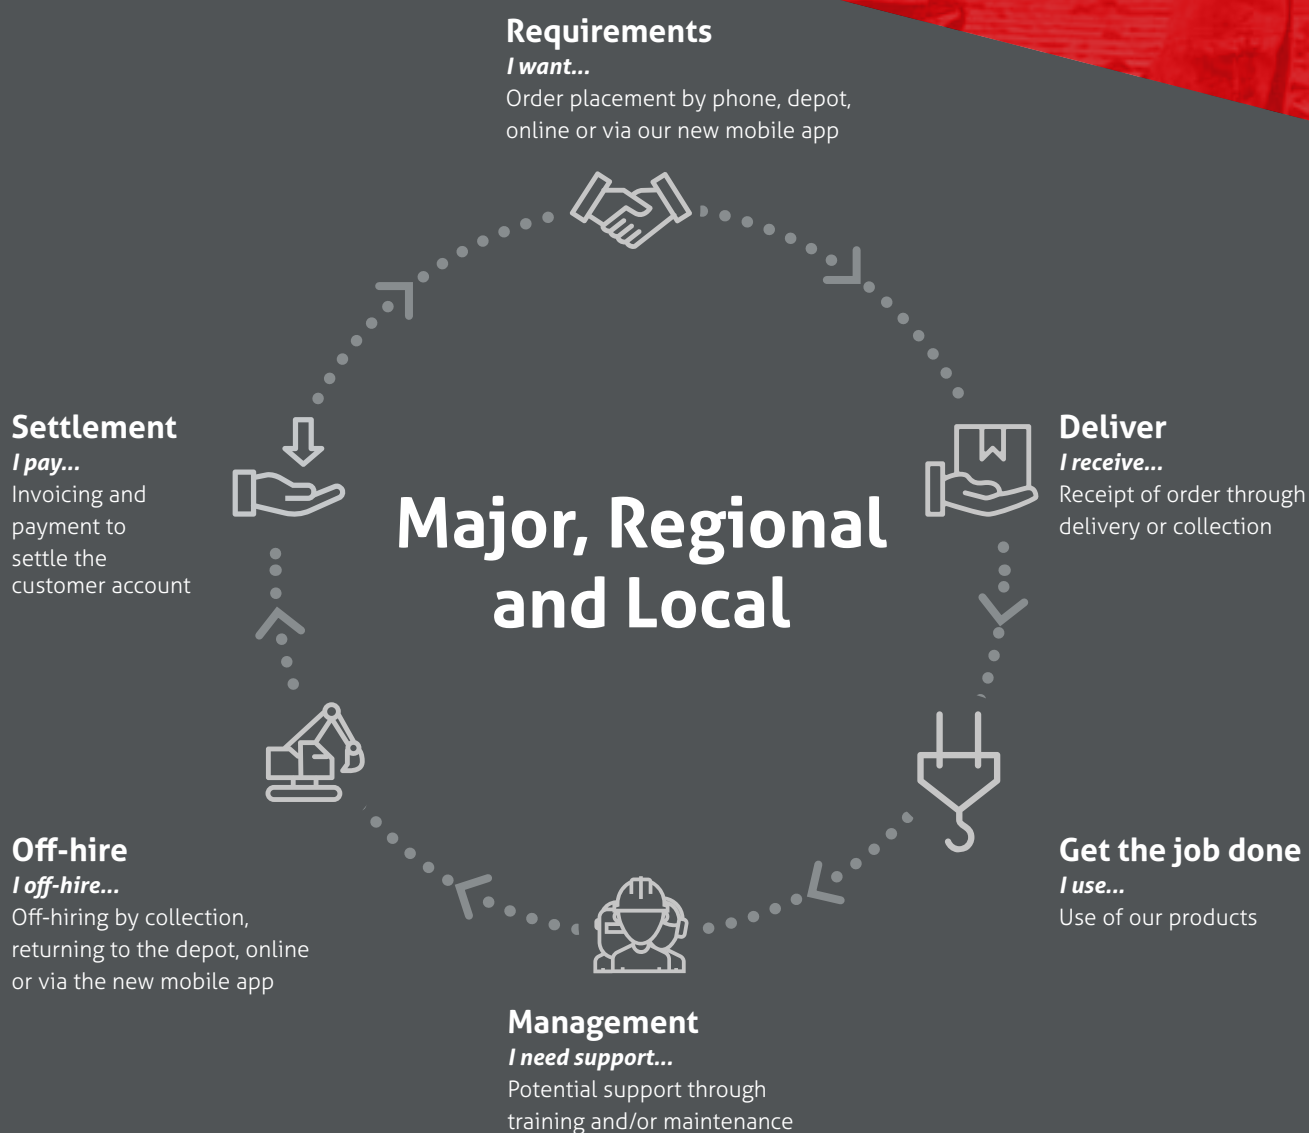 Requirements
I want...
Order placement by phone, depot,
online or via our new mobile app
Deliver
I receive...
Receipt of order through
delivery or collection
Get the job done
I use...
Use of our products
Management
I need support...
Potential support through
training and/or maintenance
Off-hire
I off-hire...
Off-hiring by collection,
returning to the depot, online
or via the new mobile app
Settlement
I pay...
Invoicing and
payment to
settle the
customer account
Major, Regional
and Local